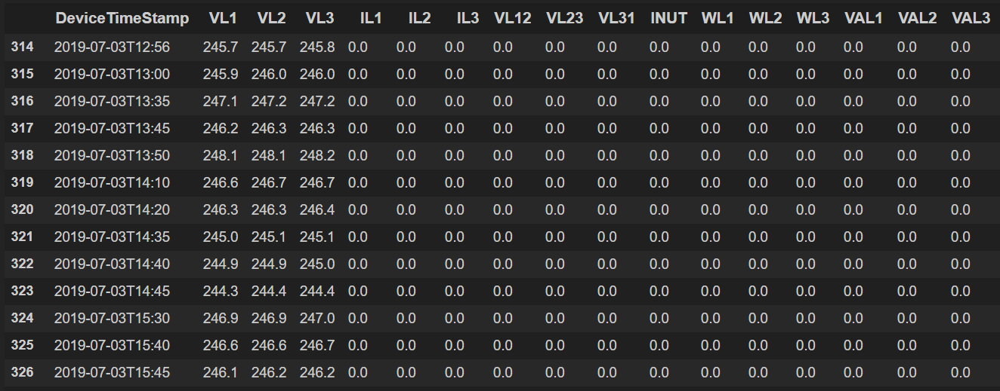 DeviceTimeStamp VL1 VL2 VL3 IL1 IL2 IL3 VL12 VL23 VL31 INUT WL1 WL2 WL3 VAL1 VAL2 VAL3
314 2019-07-03T12:56 245.7 245.7 245.8 0.0 0.0 0.0 0.0 0.0 0.0 0.0 0.0 0.0 0.0 0.0 0.0 0.0
315 2019-07-03T13:00 245.9 246.0 246.0 0.0 0.0 0.0 0.0 0.0 0.0 0.0 0.0 0.0 0.0 0.0 0.0 0.0
316 2019-07-03T13:35 247.1 247.2 247.2 0.0 0.0 0.0 0.0 0.0 0.0 0.0 0.0 0.0 0.0 0.0 0.0 0.0
317 2019-07-03T13:45 246.2 246.3 246.3 0.0 0.0 0.0 0.0 0.0 0.0 0.0 0.0 0.0 0.0 0.0 0.0 0.0
318 2019-07-03T13:50 248.1 248.1 248.2 0.0 0.0 0.0 0.0 0.0 0.0 0.0 0.0 0.0 0.0 0.0 0.0 0.0
319 2019-07-03T14:10 246.6 246.7 246.7 0.0 0.0 0.0 0.0 0.0 0.0 0.0 0.0 0.0 0.0 0.0 0.0 0.0
320 2019-07-03T14:20 246.3 246.3 246.4 0.0 0.0 0.0 0.0 0.0 0.0 0.0 0.0 0.0 0.0 0.0 0.0 0.0
321 2019-07-03T14:35 245.0 245.1 245.1 0.0 0.0 0.0 0.0 0.0 0.0 0.0 0.0 0.0 0.0 0.0 0.0 0.0
322 2019-07-03T14:40 244.9 244.9 245.0 0.0 0.0 0.0 0.0 0.0 0.0 0.0 0.0 0.0 0.0 0.0 0.0 0.0
323 2019-07-03T14:45 244.3 244.4 244.4 0.0 0.0 0.0 0.0 0.0 0.0 0.0 0.0 0.0 0.0 0.0 0.0 0.0
324 2019-07-03T15:30 246.9 246.9 247.0 0.0 0.0 0.0 0.0 0.0 0.0 0.0 0.0 0.0 0.0 0.0 0.0 0.0
325 2019-07-03T15:40 246.6 246.6 246.7 0.0 0.0 0.0 0.0 0.0 0.0 0.0 0.0 0.0 0.0 0.0 0.0 0.0
326 2019-07-03T15:45 246.1 246.2 246.2 0.0 0.0 0.0 0.0 0.0 0.0 0.0 0.0 0.0 0.0 0.0 0.0 0.0